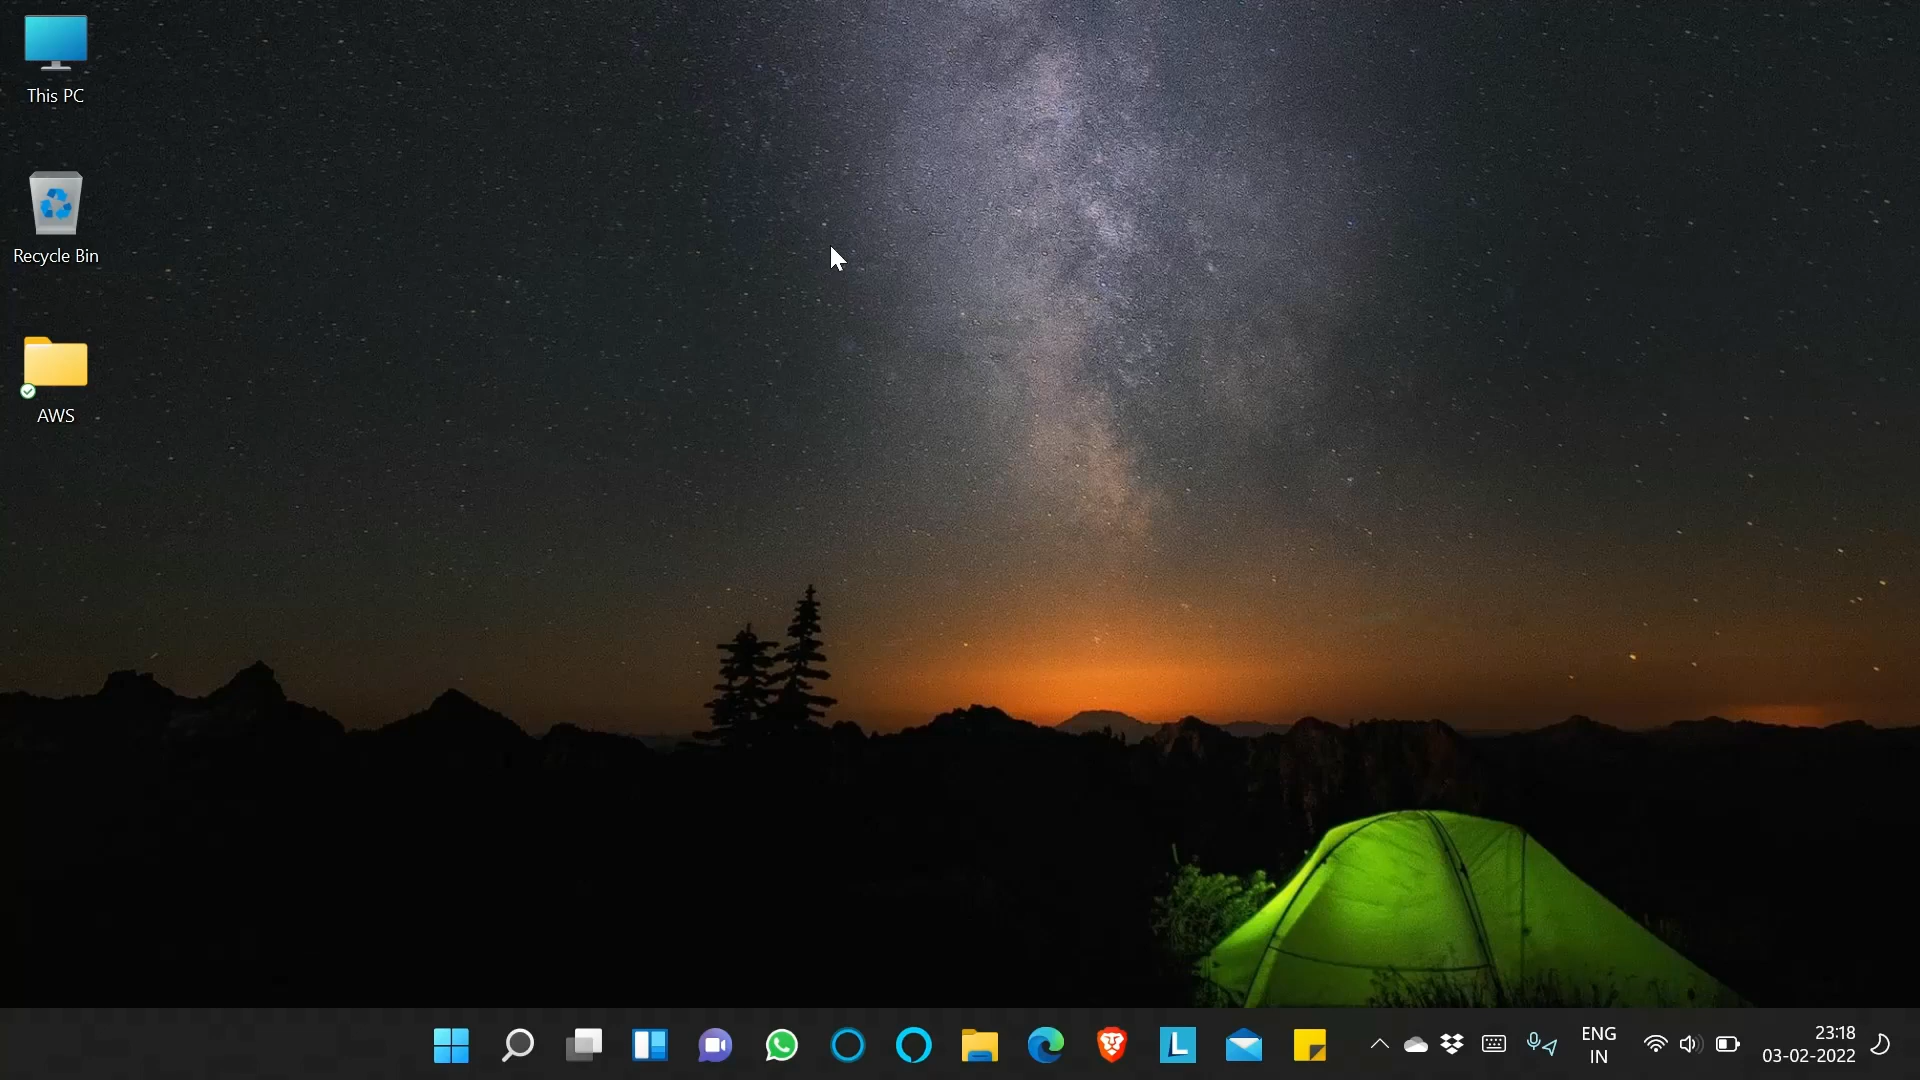 This PC
Recycle Bin
AWS
L
ENG
IN
23:18
03-02-2022